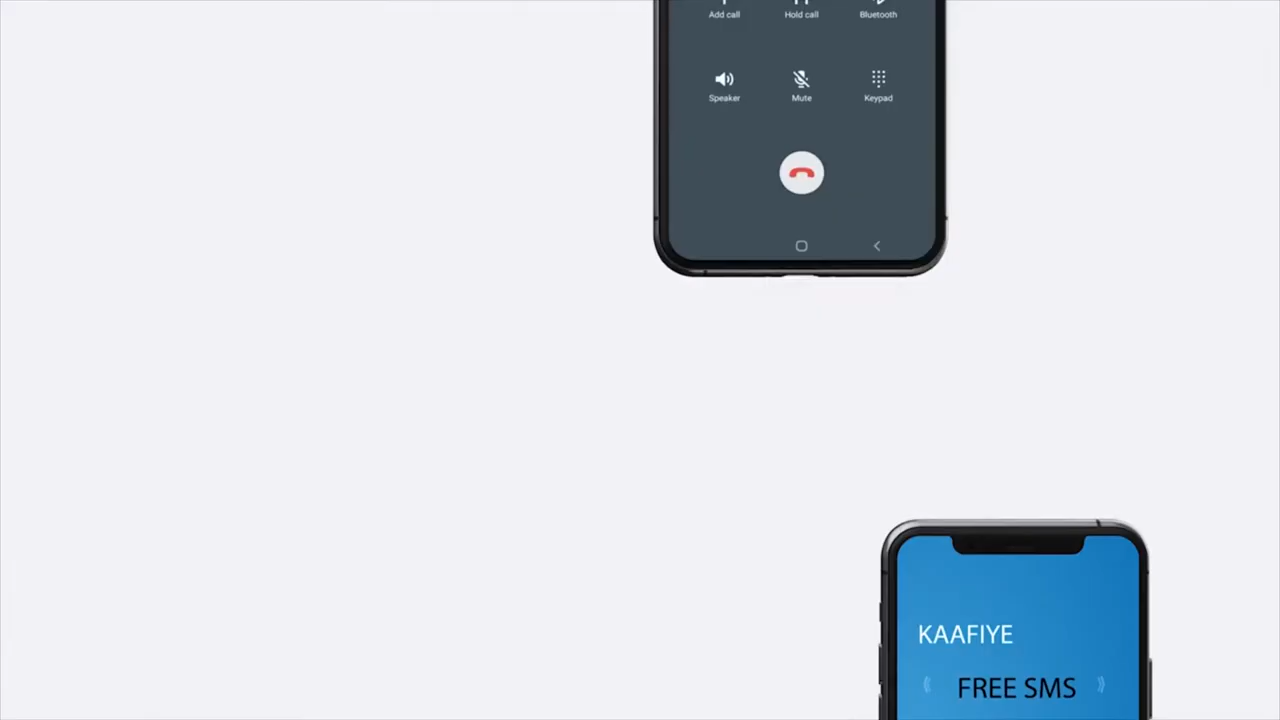 Add call Hold call Bluetooth
Speaker Mute Keypad
KAAFIYE
FREE SMS